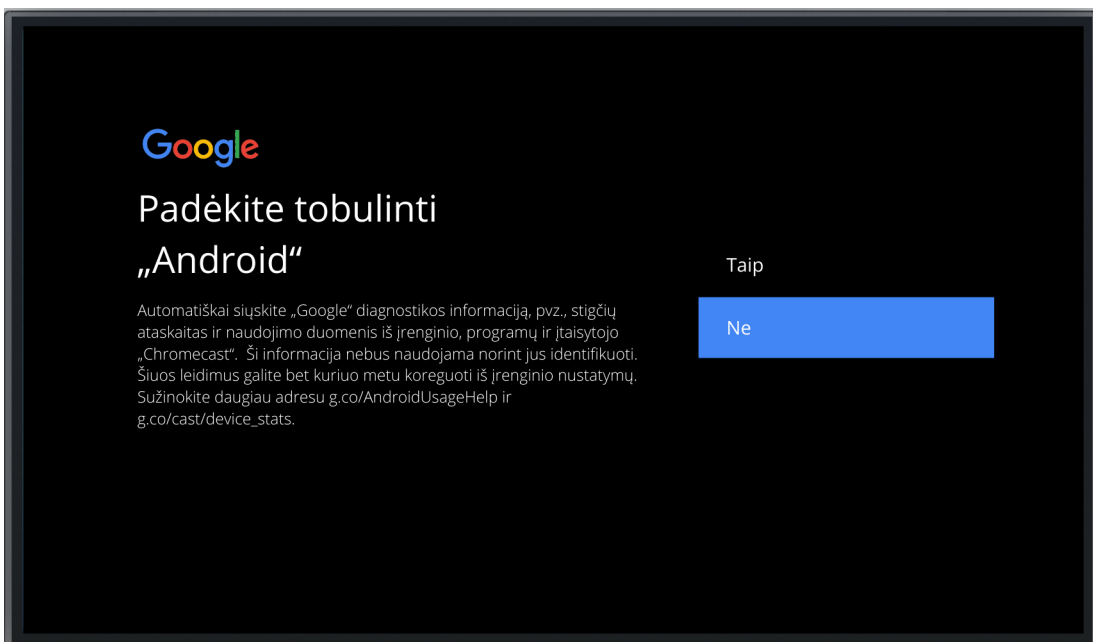 Google
Padėkite tobulinti
„Android“
Automatiškai siųskite „Google“ diagnostikos informaciją, pvz., stigčių
ataskaitas ir naudojimo duomenis iš įrenginio, programų ir įtaisytojo
„Chromecast“.  Ši informacija nebus naudojama norint jus identifikuoti.
Šiuos leidimus galite bet kuriuo metu koreguoti iš įrenginio nustatymų.
Sužinokite daugiau adresu g.co/AndroidUsageHelp ir
g.co/cast/device_stats.
Taip
Ne